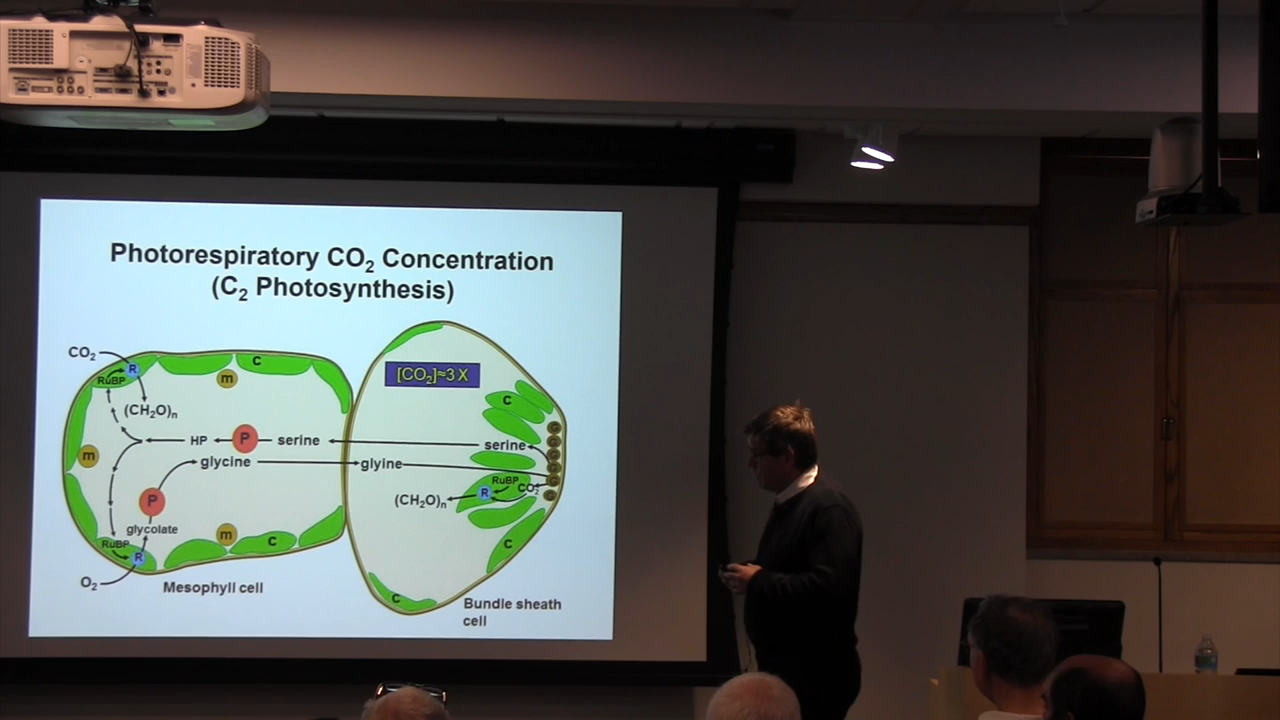 Photorespiratory CO₂ Concentration
(C₂ Photosynthesis)
CO₂
RuBP
R
C
m
(CH₂O)ₙ
[CO₂]≈3 X
C
HP
P
serine
serine
m
glycine
glyine
P
RuBP
R
CO₂
(CH₂O)ₙ
glycolate
m
C
RuBP
R
C
O₂
Mesophyll cell
C
Bundle sheath
cell